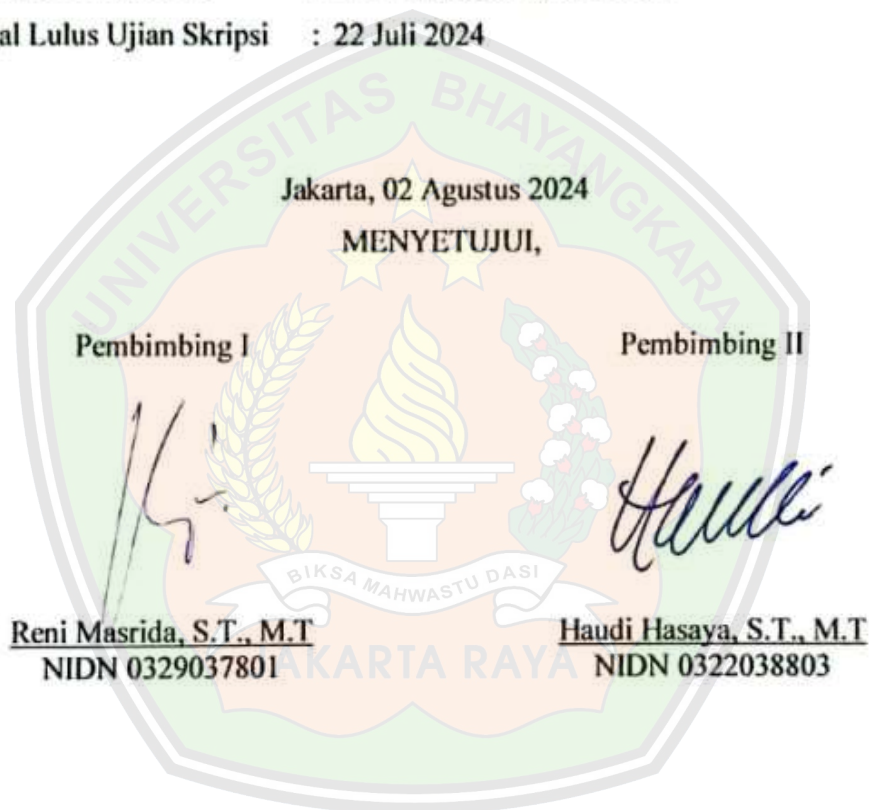 al Lulus Ujian Skripsi : 22 Juli 2024
UNIVERSITAS BHAYANGKARA
Jakarta, 02 Agustus 2024
MENYETUJUI,
Pembimbing I Pembimbing II
BIKSA MAHWASTU DASI
Reni Masrida, S.T., M.T Haudi Hasaya, S.T., M.T
NIDN 0329037801 NIDN 0322038803
JAKARTA RAYA